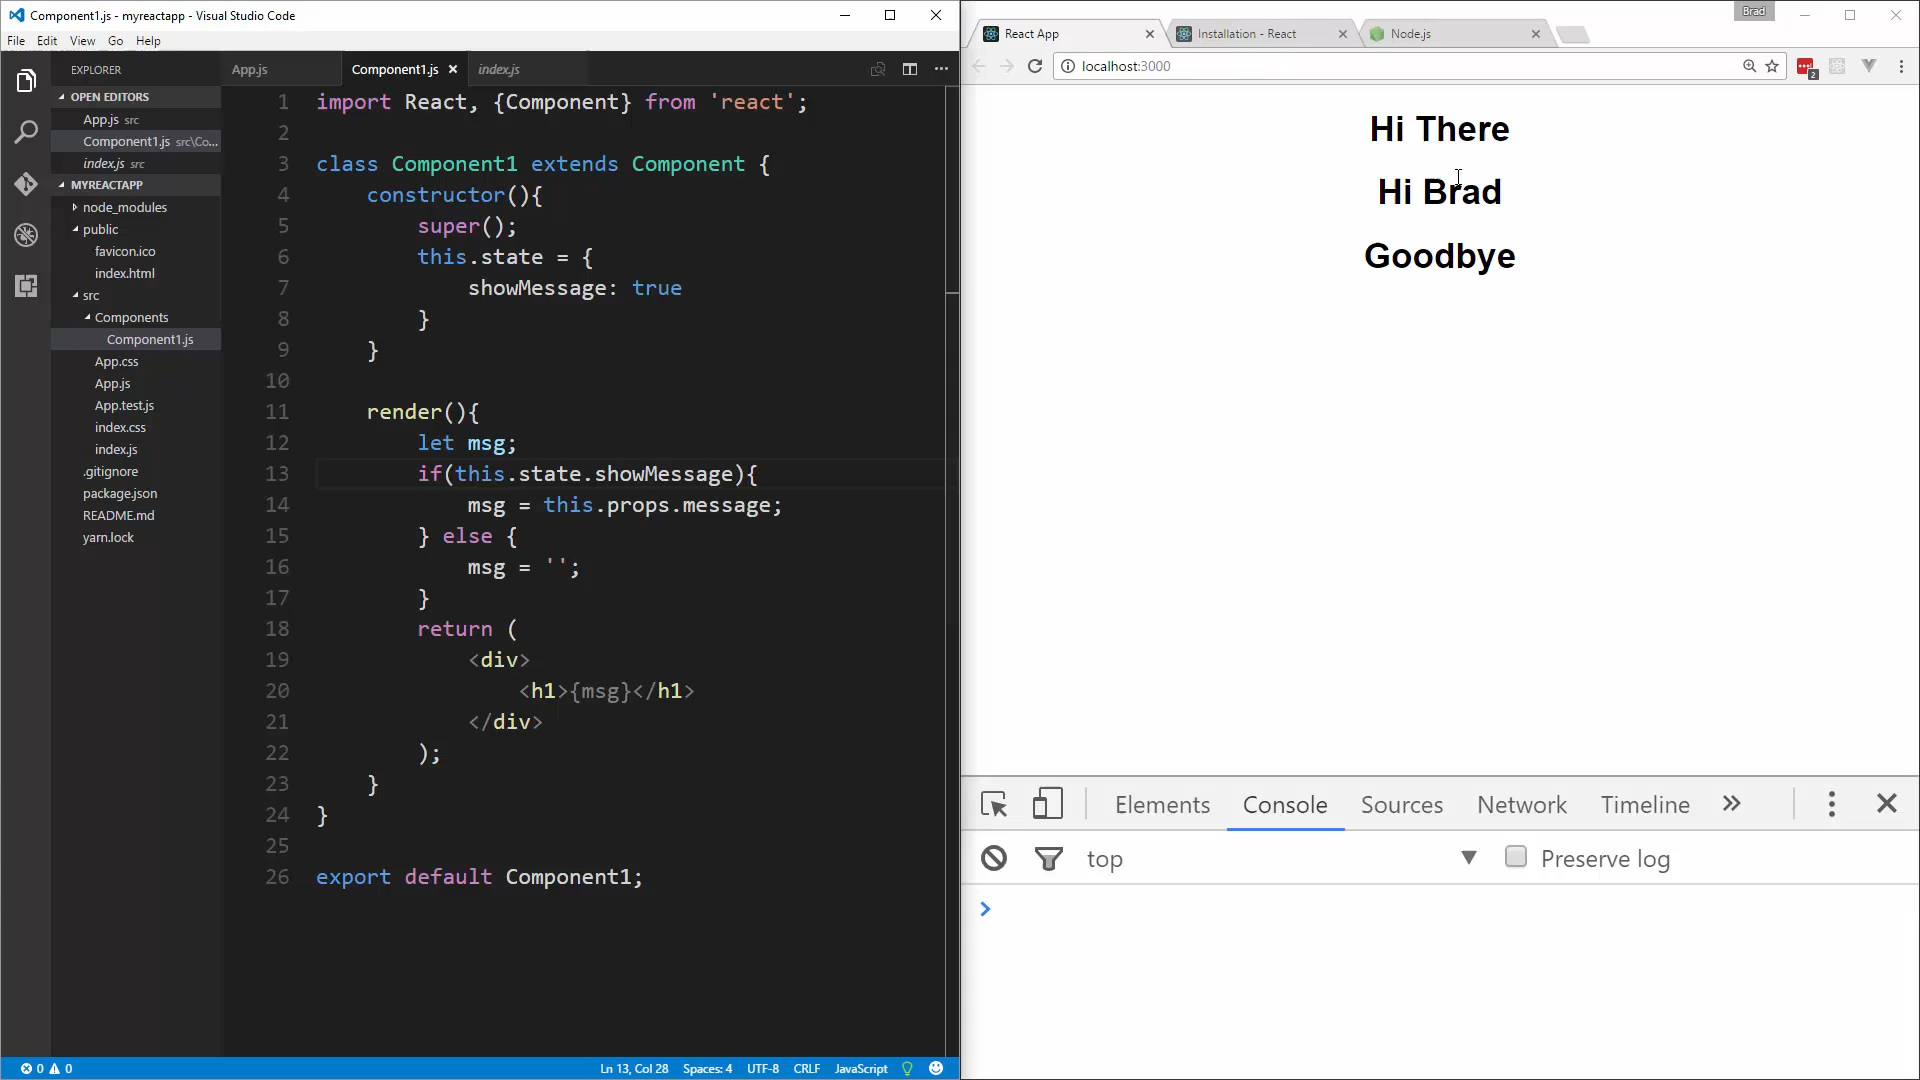 Component1.js - myreactapp - Visual Studio Code
File Edit View Go Help
EXPLORER
OPEN EDITORS
App.js src
Component1.js src\Co...
index.js src
MYREACTAPP
node_modules
public
favicon.ico
index.html
src
Components
Component1.js
App.css
App.js
App.test.js
index.css
index.js
.gitignore
package.json
README.md
yarn.lock
App.js Component1.js index.js
1 import React, {Component} from 'react';
2
3 class Component1 extends Component {
4 constructor(){
5 super();
6 this.state = {
7 showMessage: true
8 }
9 }
10
11 render(){
12 let msg;
13 if(this.state.showMessage){
14 msg = this.props.message;
15 } else {
16 msg = '';
17 }
18 return (
19 <div>
20 <h1>{msg}</h1>
21 </div>
22 );
23 }
24 }
25
26 export default Component1;
0 0
Ln 13, Col 28 Spaces: 4 UTF-8 CRLF JavaScript
Brad
React App Installation - React Node.js
localhost:3000
2
Hi There
Hi Brad
Goodbye
Elements Console Sources Network Timeline
top Preserve log